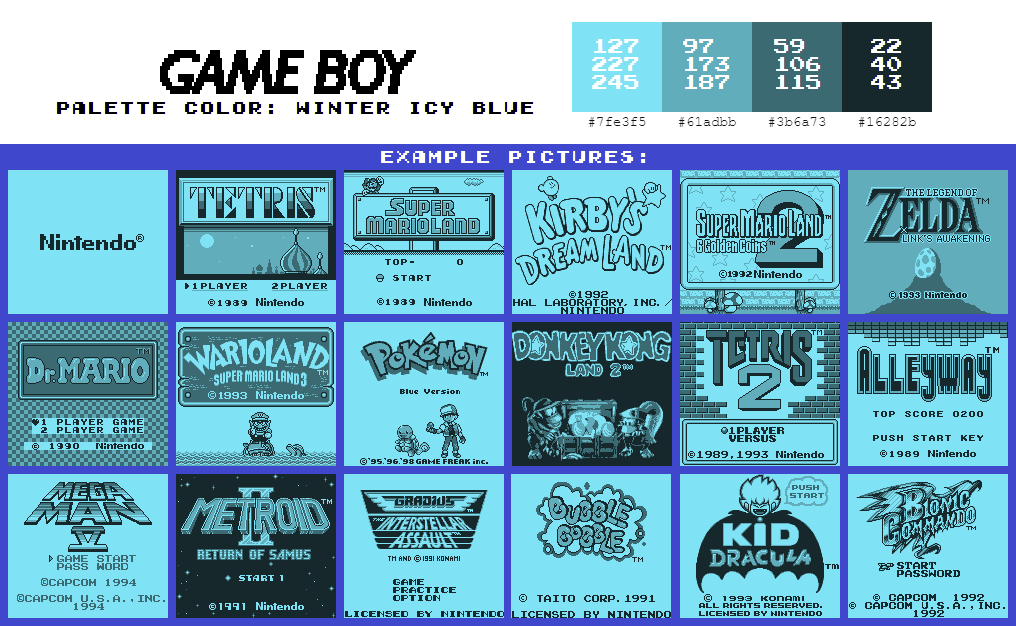 GAME BOY
PALETTE COLOR: WINTER ICY BLUE
127
227
245
97
173
187
59
106
115
22
40
43
#7fe3f5
#61adbb
#3b6a73
#16282b
EXAMPLE PICTURES:
Nintendo®
TETRIS™
1PLAYER 2PLAYER
©1989 Nintendo
SUPER
MARIOLAND
TOP- 0
START
©1989 Nintendo
KIRBY'S
DREAM LAND™
©1992
HAL LABORATORY, INC. /
NINTENDO
SUPER MARIO LAND™
2
6 Golden Coins™
©1992 Nintendo
THE LEGEND OF
ZELDA™
LINK'S AWAKENING
©1993 Nintendo
DR. MARIO™
1 PLAYER GAME
2 PLAYER GAME
© 1990 Nintendo
WARIOLAND
SUPER MARIO LAND 3™
©1993 Nintendo
POKéMON™
Blue Version
©'95.'96.'98 GAME FREAK inc.
DONKEY KONG
LAND 2™
TETRIS™
2
1PLAYER
VERSUS
©1989,1993 Nintendo
ALLEYWAY™
TOP SCORE 0200
PUSH START KEY
©1989 Nintendo
MEGA
MAN
IV
GAME START
PASS WORD
©CAPCOM 1994
©CAPCOM U.S.A., INC.
1994
METROID™
II
RETURN OF SAMUS
START 1
©1991 Nintendo
GRADIUS
THE INTERSTELLAR
ASSAULT™
TM AND ©1991 KONAMI
GAME
PRACTICE
OPTION
LICENSED BY NINTENDO
BUBBLE
BOBBLE™
© TAITO CORP. 1991
LICENSED BY NINTENDO
PUSH
START
KID
DRACULA™
© 1993 KONAMI
ALL RIGHTS RESERVED.
LICENSED BY NINTENDO
BIONIC
COMMANDO™
START
PASSWORD
© CAPCOM 1992
© CAPCOM U.S.A., INC.
1992